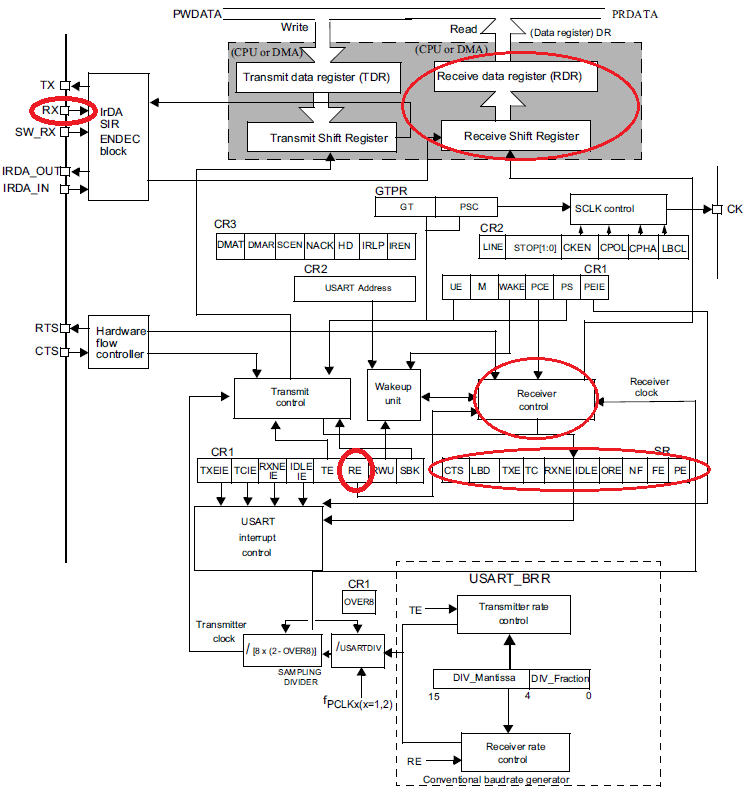 PWDATA
PRDATA
Write
Read
(Data register) DR
(CPU or DMA)
(CPU or DMA)
Transmit data register (TDR)
Receive data register (RDR)
TX
RX
SW_RX
IRDA_OUT
IRDA_IN
IrDA
SIR
ENDEC
block
Transmit Shift Register
Receive Shift Register
GTPR
GT PSC
SCLK control
CK
CR3
DMAT DMAR SCEN NACK HD IRLP IREN
CR2
LINE STOP[1:0] CKEN CPOL CPHA LBCL
CR2
USART Address
CR1
UE M WAKE PCE PS PEIE
RTS
CTS
Hardware
flow
controller
Transmit
control
Wakeup
unit
Receiver
control
Receiver
clock
CR1
TXEIE TCIE RXNE
IE IDLE
IE TE RE RWU SBK
SR
CTS LBD TXE TC RXNE IDLE ORE NF FE PE
USART
interrupt
control
USART_BRR
CR1
OVER8
TE
Transmitter rate
control
Transmitter
clock
/ [8 x (2 - OVER8)]
/USARTDIV
SAMPLING
DIVIDER
DIV_Mantissa DIV_Fraction
15 4 0
fPCLKx(x=1,2)
RE
Receiver rate
control
Conventional baudrate generator